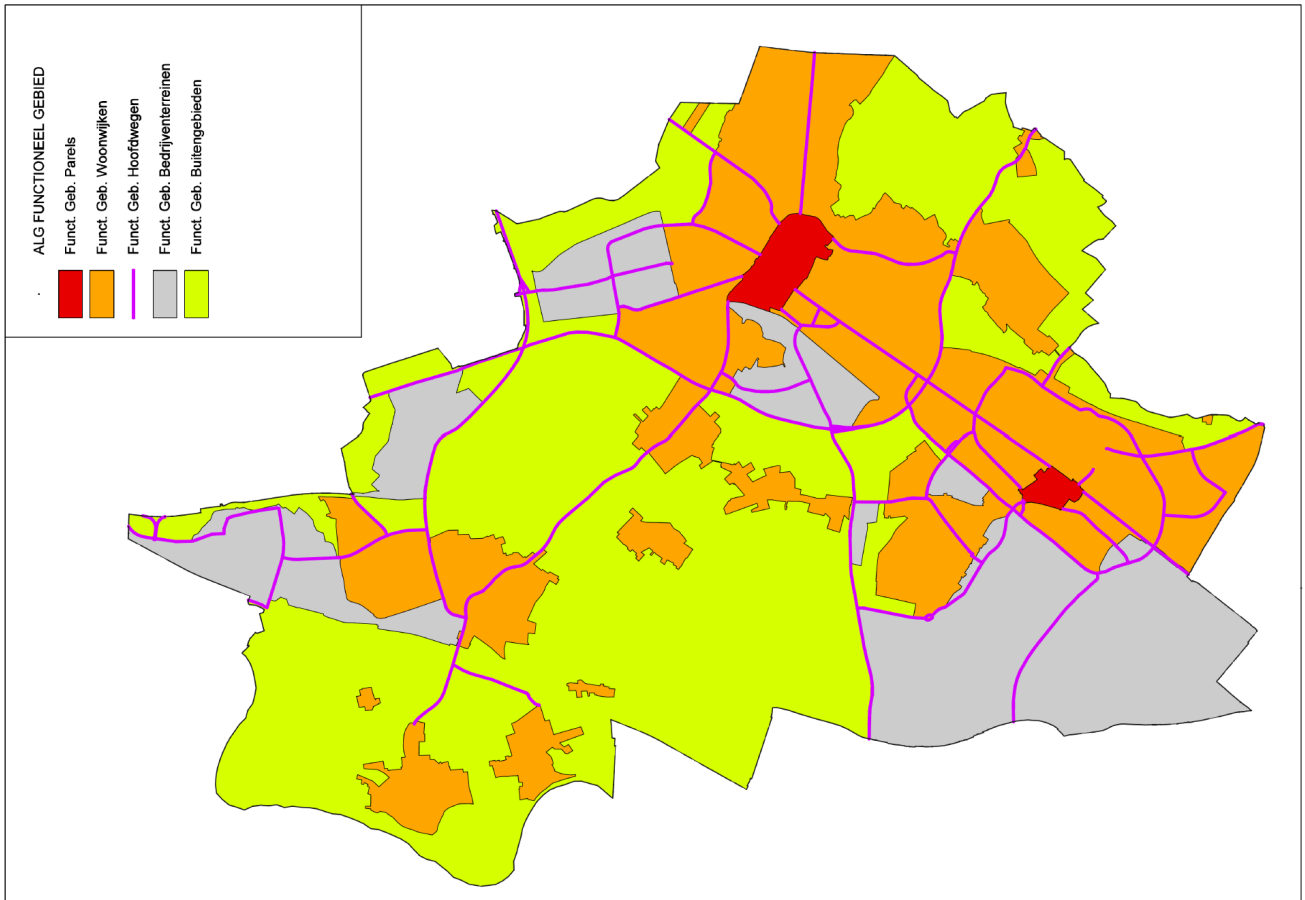 ALG FUNCTIONEEL GEBIED
Funct. Geb. Parels
Funct. Geb. Woonwijken
Funct. Geb. Hoofdwegen
Funct. Geb. Bedrijventerreinen
Funct. Geb. Buitengebieden